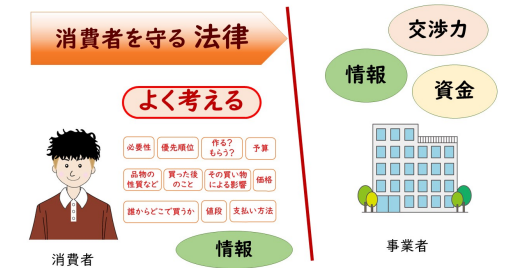 消費者を守る 法律
よく考える
必要性
優先順位
作る?
もらう?
予算
品物の
性質など
買った後
のこと
その買い物
による影響
価格
誰からどこで買うか
値段
支払い方法
情報
消費者
交渉力
情報
資金
事業者